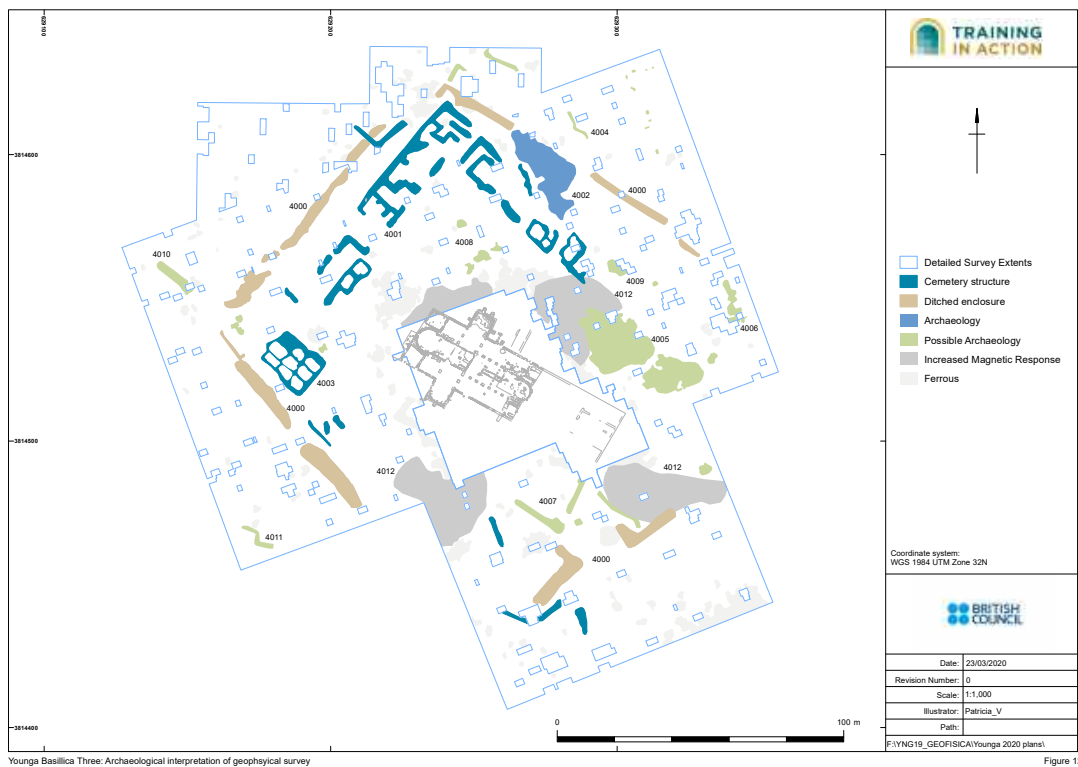 629100
629200
629300
3814600
3814500
3814400
4004
4000
4002
4000
4001
4008
4010
4009
4012
4006
4005
4003
4000
4012
4012
4007
4011
4000
0
100 m
TRAINING
IN ACTION
Detailed Survey Extents
Cemetery structure
Ditched enclosure
Archaeology
Possible Archaeology
Increased Magnetic Response
Ferrous
Coordinate system:
WGS 1984 UTM Zone 32N
BRITISH
COUNCIL
Date: 23/03/2020
Revision Number: 0
Scale: 1:1,000
Illustrator: Patricia_V
Path:
F:\YNG19_GEOFISICA\Younga 2020 plans\
Younga Basillica Three: Archaeological interpretation of geophsyical survey
Figure 1